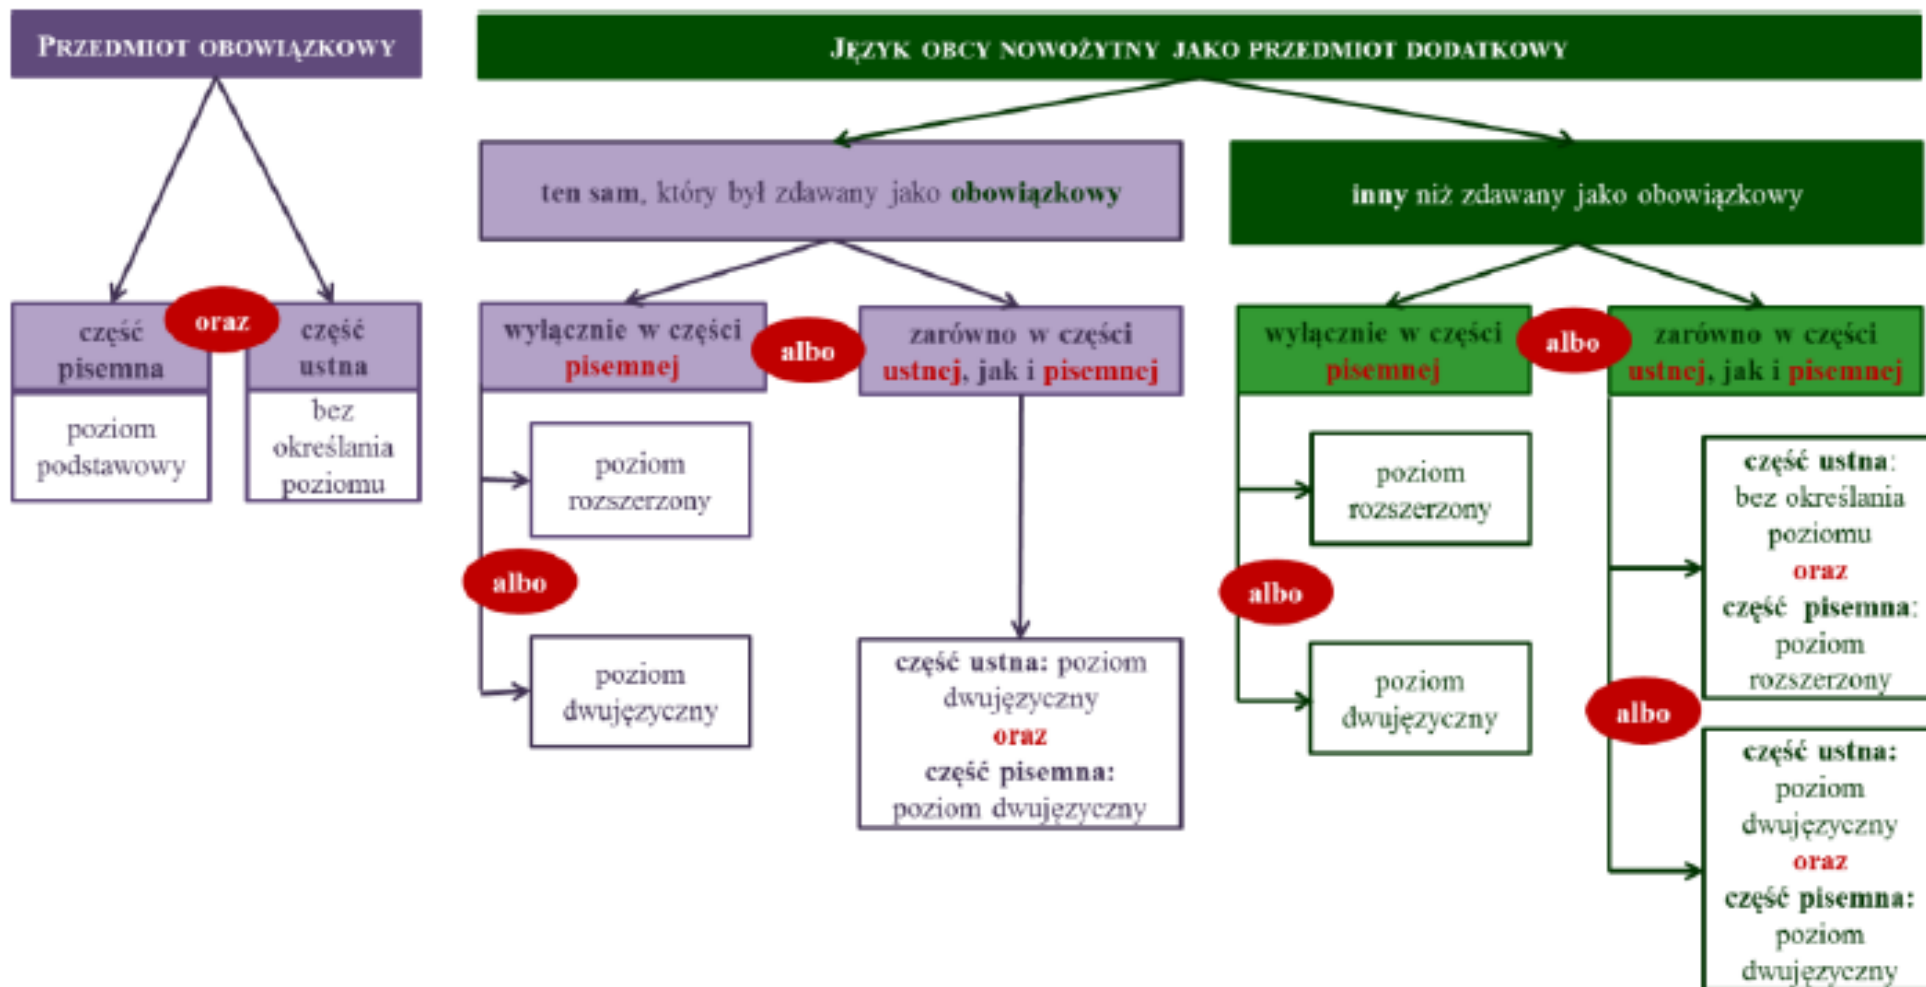 PRZEDMIOT OBOWIĄZKOWY
część
pisemna
oraz
część
ustna
poziom
podstawowy
bez
określania
poziomu
JĘZYK OBCY NOWOŻYTNY JAKO PRZEDMIOT DODATKOWY
ten sam, który był zdawany jako obowiązkowy
wyłącznie w części
pisemnej
albo
zarówno w części
ustnej, jak i pisemnej
poziom
rozszerzony
albo
poziom
dwujęzyczny
część ustna: poziom
dwujęzyczny
oraz
część pisemna:
poziom dwujęzyczny
inny niż zdawany jako obowiązkowy
wyłącznie w części
pisemnej
albo
zarówno w części
ustnej, jak i pisemnej
poziom
rozszerzony
albo
poziom
dwujęzyczny
część ustna:
bez określania
poziomu
oraz
część pisemna:
poziom
rozszerzony
albo
część ustna:
poziom
dwujęzyczny
oraz
część pisemna:
poziom
dwujęzyczny